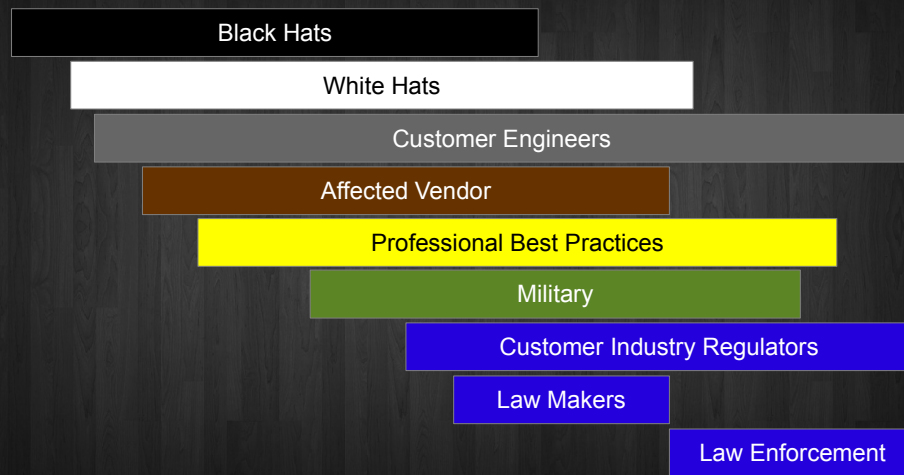 Black Hats
White Hats
Customer Engineers
Affected Vendor
Professional Best Practices
Military
Customer Industry Regulators
Law Makers
Law Enforcement